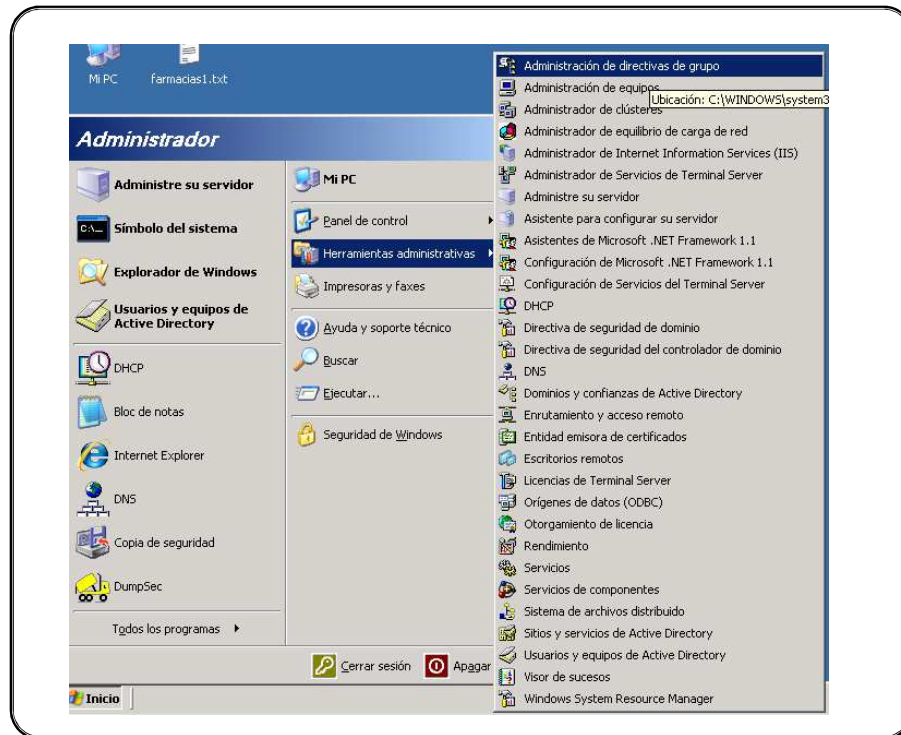 Mi PC
farmacias1.txt
Administrador
Administre su servidor
Símbolo del sistema
Explorador de Windows
Usuarios y equipos de
Active Directory
DHCP
Bloc de notas
Internet Explorer
DNS
Copia de seguridad
DumpSec
Todos los programas
Mi PC
Panel de control
Herramientas administrativas
Impresoras y faxes
Ayuda y soporte técnico
Buscar
Ejecutar...
Seguridad de Windows
Cerrar sesión
Apagar
Inicio
Administración de directivas de grupo
Administración de equipos
Ubicación: C:\WINDOWS\system3
Administrador de clústeres
Administrador de equilibrio de carga de red
Administrador de Internet Information Services (IIS)
Administrador de Servicios de Terminal Server
Administre su servidor
Asistente para configurar su servidor
Asistentes de Microsoft .NET Framework 1.1
Configuración de Microsoft .NET Framework 1.1
Configuración de Servicios del Terminal Server
DHCP
Directiva de seguridad de dominio
Directiva de seguridad del controlador de dominio
DNS
Dominios y confianzas de Active Directory
Enrutamiento y acceso remoto
Entidad emisora de certificados
Escritorios remotos
Licencias de Terminal Server
Orígenes de datos (ODBC)
Otorgamiento de licencia
Rendimiento
Servicios
Servicios de componentes
Sistema de archivos distribuido
Sitios y servicios de Active Directory
Usuarios y equipos de Active Directory
Visor de sucesos
Windows System Resource Manager